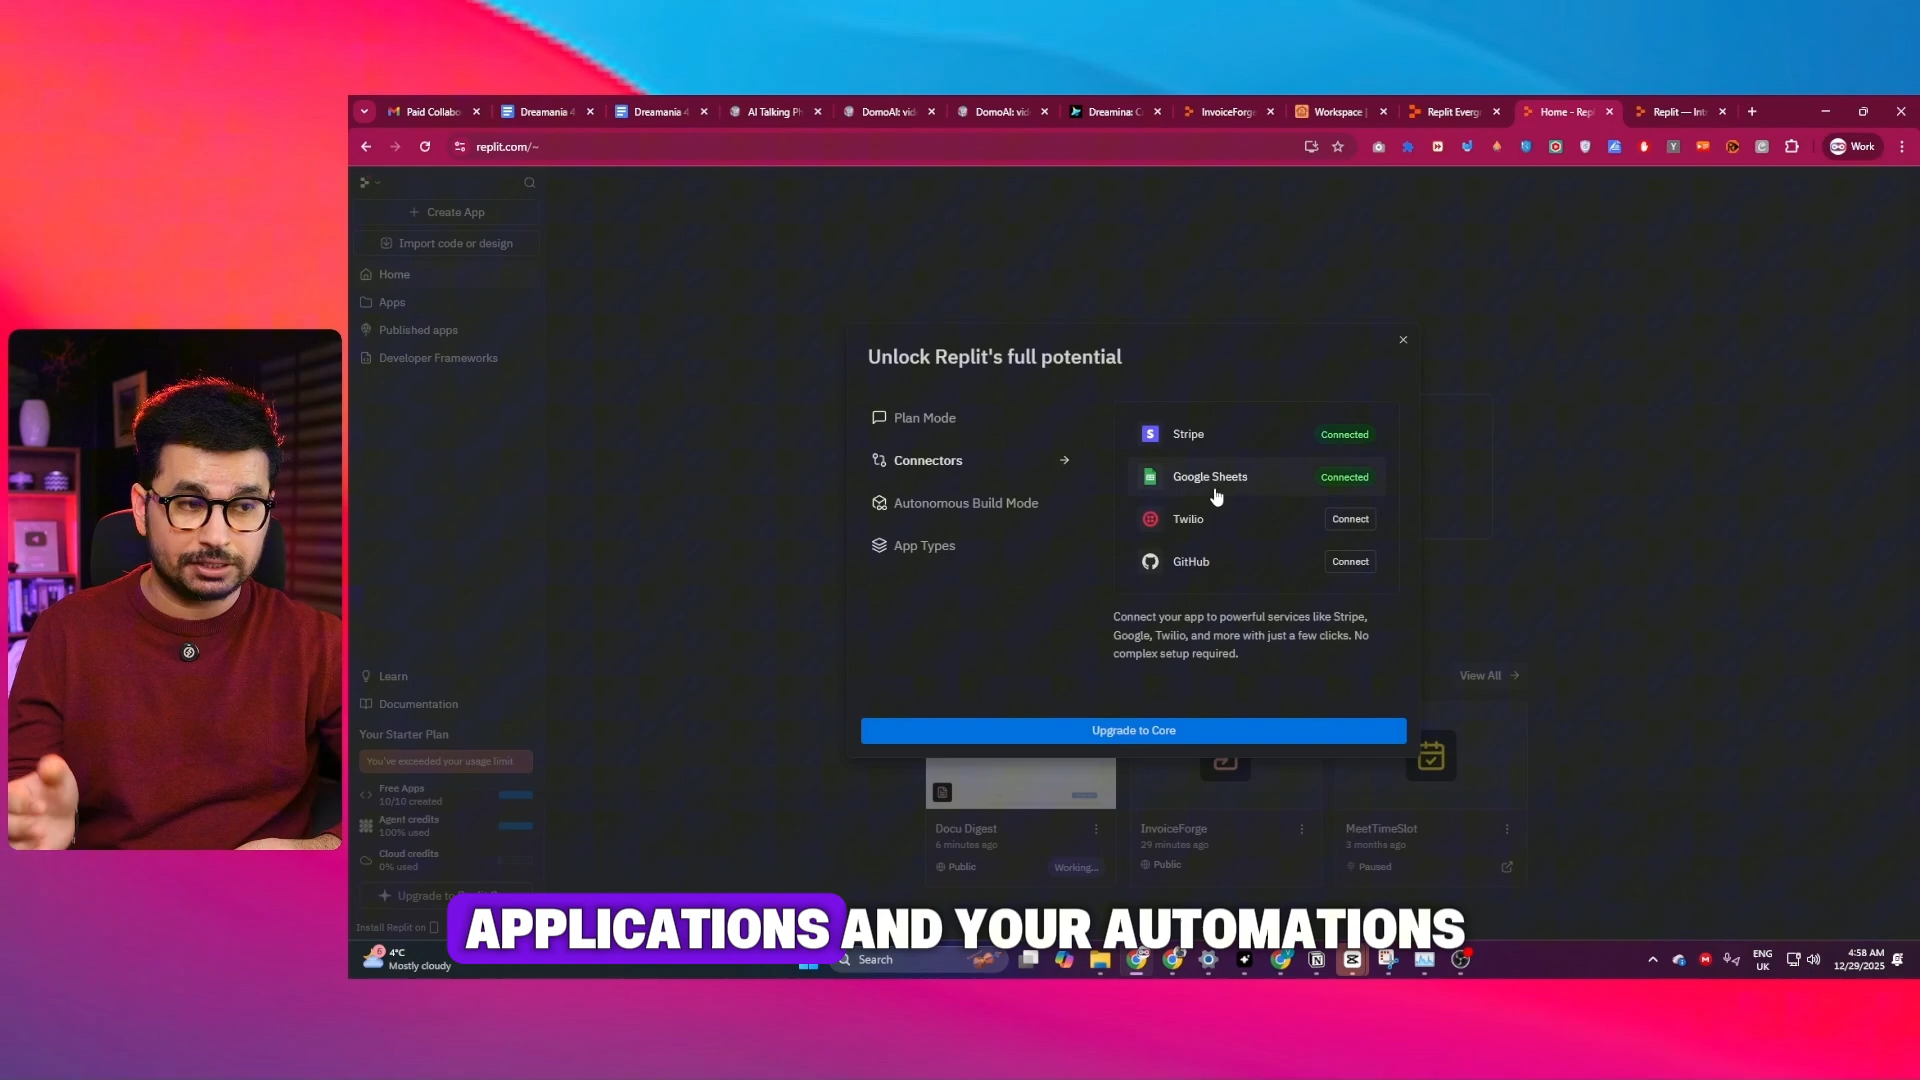 Paid Collabo
Dreamania 4
Dreamania 4
AI Talking Ph
DomoAI: vid
DomoAI: vid
Dreamina: C
InvoiceForge
Workspace |
Replit Everg
Home - Repl
Replit — Int
replit.com/~
Work
Create App
Import code or design
Home
Apps
Published apps
Developer Frameworks
Unlock Replit's full potential
Plan Mode
Connectors
Autonomous Build Mode
App Types
Stripe
Connected
Google Sheets
Connected
Twilio
Connect
GitHub
Connect
Connect your app to powerful services like Stripe,
Google, Twilio, and more with just a few clicks. No
complex setup required.
Upgrade to Core
View All
Learn
Documentation
Your Starter Plan
You've exceeded your usage limit
Free Apps
10/10 created
Agent credits
100% used
Cloud credits
0% used
Upgrade to
Install Replit on
Docu Digest
6 minutes ago
Public
Working...
InvoiceForge
29 minutes ago
Public
MeetTimeSlot
3 months ago
Paused
APPLICATIONS AND YOUR AUTOMATIONS
4°C
Mostly cloudy
Search
ENG
UK
4:58 AM
12/29/2025